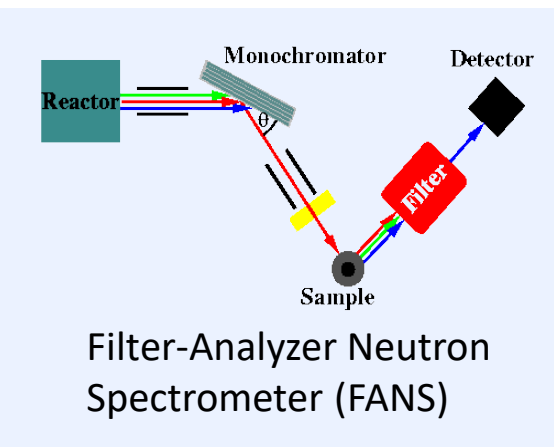 Monochromator
Detector
Reactor
θ
Filter
Sample
Filter-Analyzer Neutron
Spectrometer (FANS)